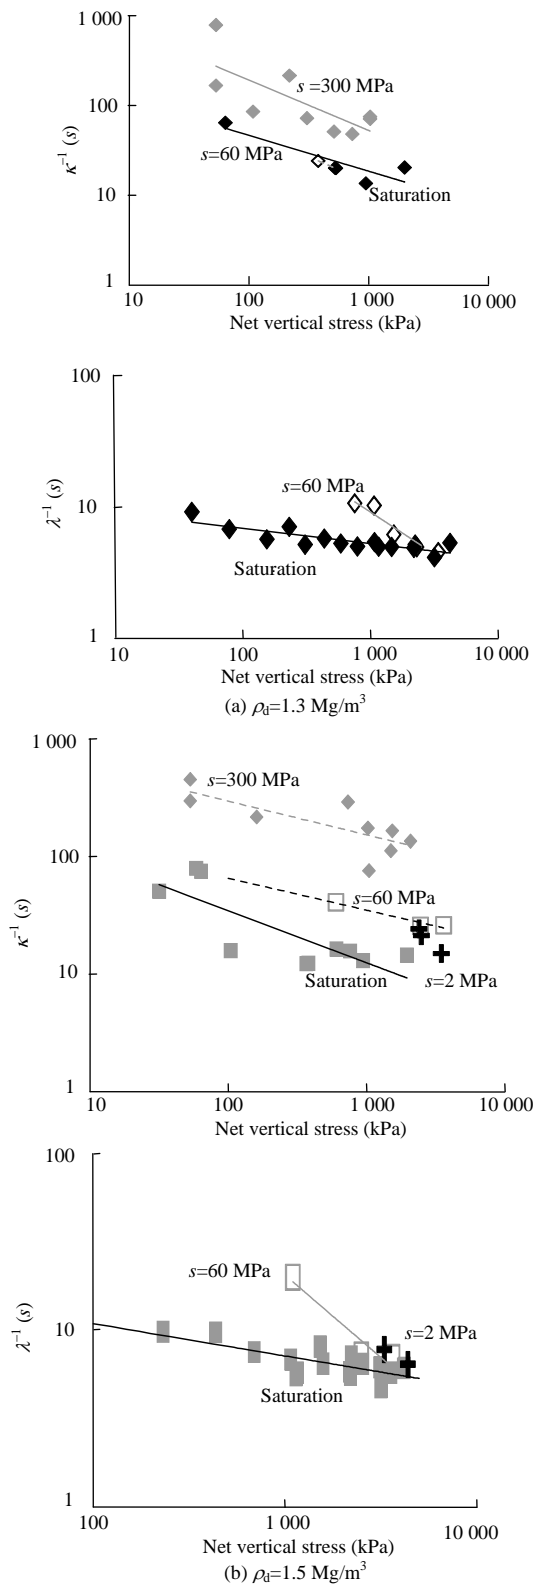 1 000
s =300 MPa
100
κ⁻¹ (s)
s=60 MPa
10
Saturation
1
10 100 1 000 10 000
Net vertical stress (kPa)
100
s=60 MPa
10
λ⁻¹ (s)
Saturation
1
10 100 1 000 10 000
Net vertical stress (kPa)
(a) ρd=1.3 Mg/m³
1 000
s=300 MPa
100
s=60 MPa
κ⁻¹ (s)
10
Saturation s=2 MPa
1
10 100 1 000 10 000
Net vertical stress (kPa)
100
s=60 MPa
10
s=2 MPa
λ⁻¹ (s)
Saturation
1
100 1 000 10 000
Net vertical stress (kPa)
(b) ρd=1.5 Mg/m³